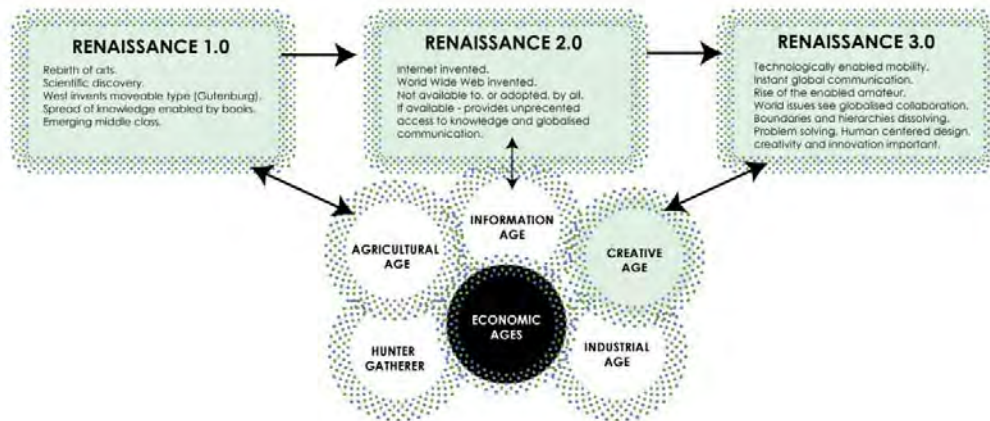 RENAISSANCE 1.0
Rebirth of arts.
Scientific discovery.
West invents moveable type (Gutenburg).
Spread of knowledge enabled by books.
Emerging middle class.
RENAISSANCE 2.0
Internet invented.
World Wide Web invented.
Not available to, or adopted, by all.
If available - provides unprecented
access to knowledge and globalised
communication.
RENAISSANCE 3.0
Technologically enabled mobility.
Instant global communication.
Rise of the enabled amateur.
World issues see globalised collaboration.
Boundaries and hierarchies dissolving.
Problem solving. Human centered design.
creativity and innovation important.
AGRICULTURAL
AGE
INFORMATION
AGE
CREATIVE
AGE
ECONOMIC
AGES
HUNTER
GATHERER
INDUSTRIAL
AGE